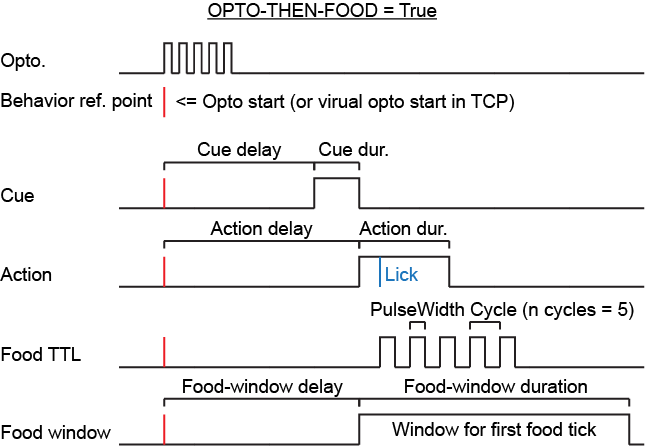 OPTO-THEN-FOOD = True
Opto.
Behavior ref. point <= Opto start (or virual opto start in TCP)
Cue delay Cue dur.
Cue
Action delay Action dur.
Action Lick
PulseWidth Cycle (n cycles = 5)
Food TTL
Food-window delay Food-window duration
Food window Window for first food tick